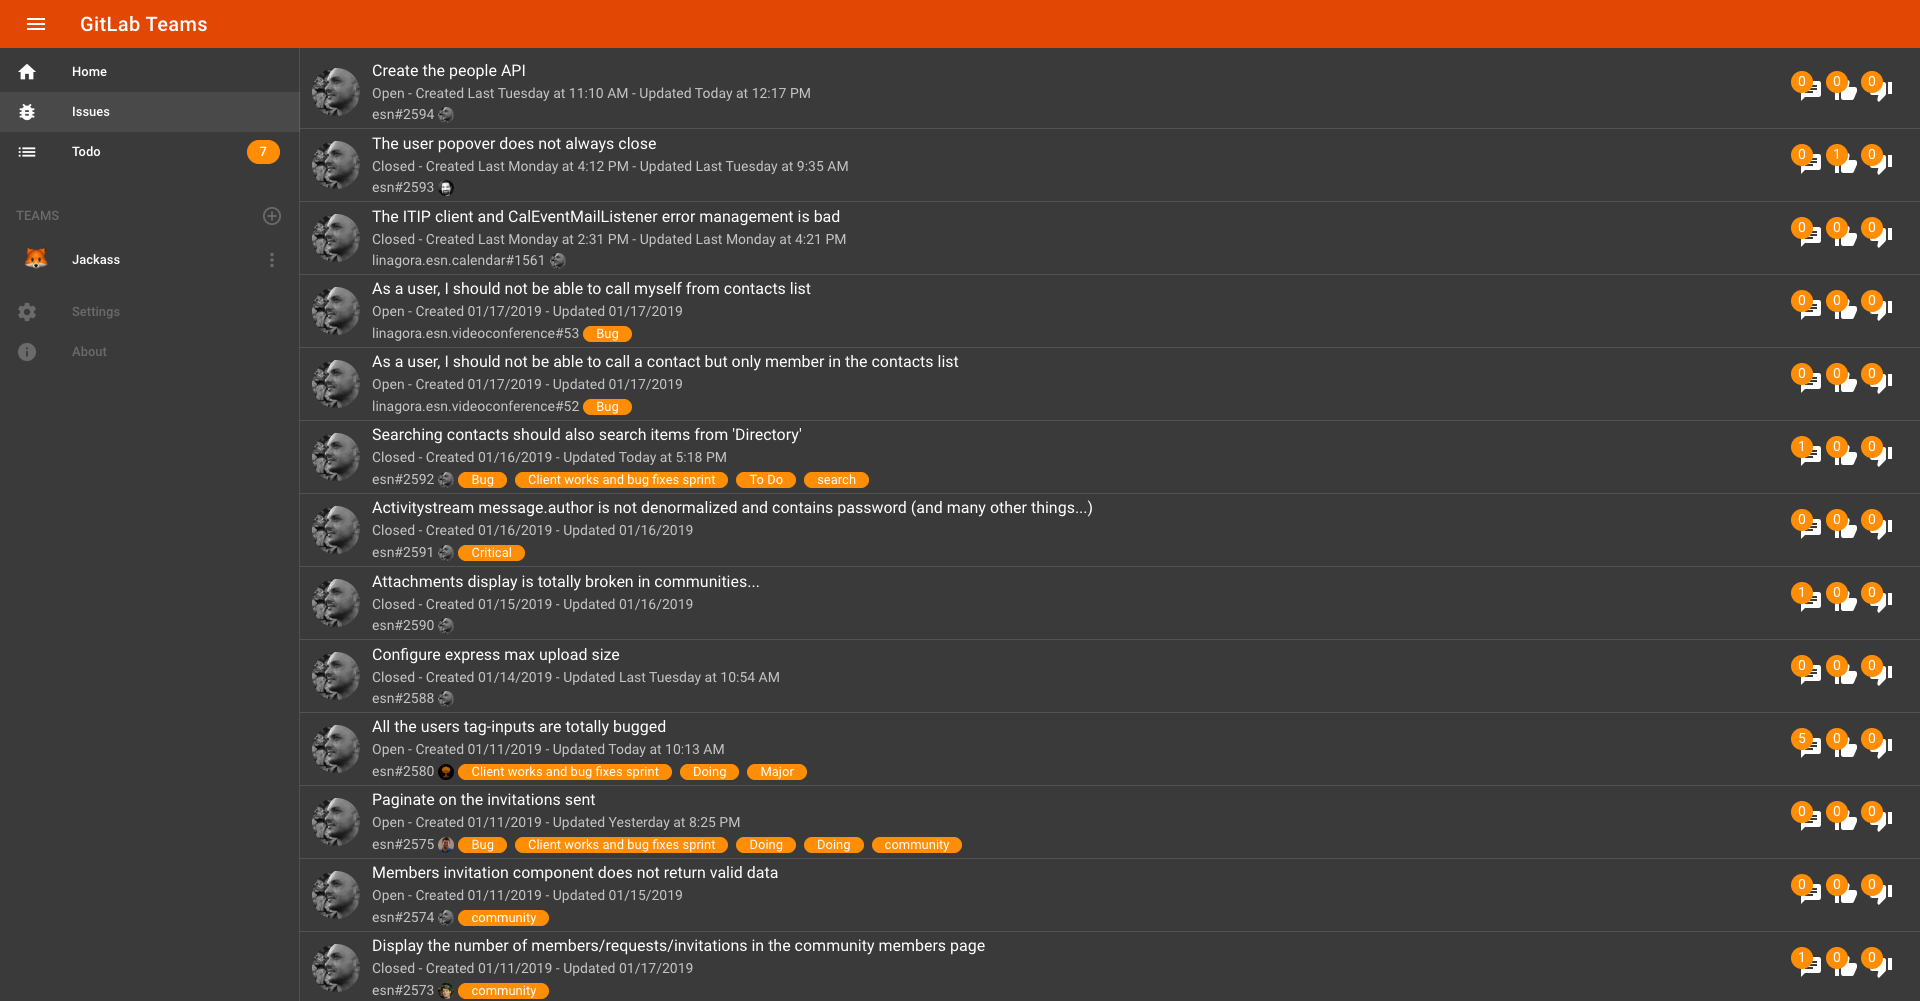 GitLab Teams
Home
Issues
Todo 7
TEAMS
Jackass
Settings
About
Create the people API
Open - Created Last Tuesday at 11:10 AM - Updated Today at 12:17 PM
esn#2594
0 0 0
The user popover does not always close
Closed - Created Last Monday at 4:12 PM - Updated Last Tuesday at 9:35 AM
esn#2593
0 1 0
The ITIP client and CalEventMailListener error management is bad
Closed - Created Last Monday at 2:31 PM - Updated Last Monday at 4:21 PM
linagora.esn.calendar#1561
0 0 0
As a user, I should not be able to call myself from contacts list
Open - Created 01/17/2019 - Updated 01/17/2019
linagora.esn.videoconference#53 Bug
0 0 0
As a user, I should not be able to call a contact but only member in the contacts list
Open - Created 01/17/2019 - Updated 01/17/2019
linagora.esn.videoconference#52 Bug
0 0 0
Searching contacts should also search items from 'Directory'
Closed - Created 01/16/2019 - Updated Today at 5:18 PM
esn#2592 Bug Client works and bug fixes sprint To Do search
1 0 0
Activitystream message.author is not denormalized and contains password (and many other things...)
Closed - Created 01/16/2019 - Updated 01/16/2019
esn#2591 Critical
0 0 0
Attachments display is totally broken in communities...
Closed - Created 01/15/2019 - Updated 01/16/2019
esn#2590
1 0 0
Configure express max upload size
Closed - Created 01/14/2019 - Updated Last Tuesday at 10:54 AM
esn#2588
0 0 0
All the users tag-inputs are totally bugged
Open - Created 01/11/2019 - Updated Today at 10:13 AM
esn#2580 Client works and bug fixes sprint Doing Major
5 0 0
Paginate on the invitations sent
Open - Created 01/11/2019 - Updated Yesterday at 8:25 PM
esn#2575 Bug Client works and bug fixes sprint Doing Doing community
0 0 0
Members invitation component does not return valid data
Open - Created 01/11/2019 - Updated 01/15/2019
esn#2574 community
0 0 0
Display the number of members/requests/invitations in the community members page
Closed - Created 01/11/2019 - Updated 01/17/2019
esn#2573 community
1 0 0